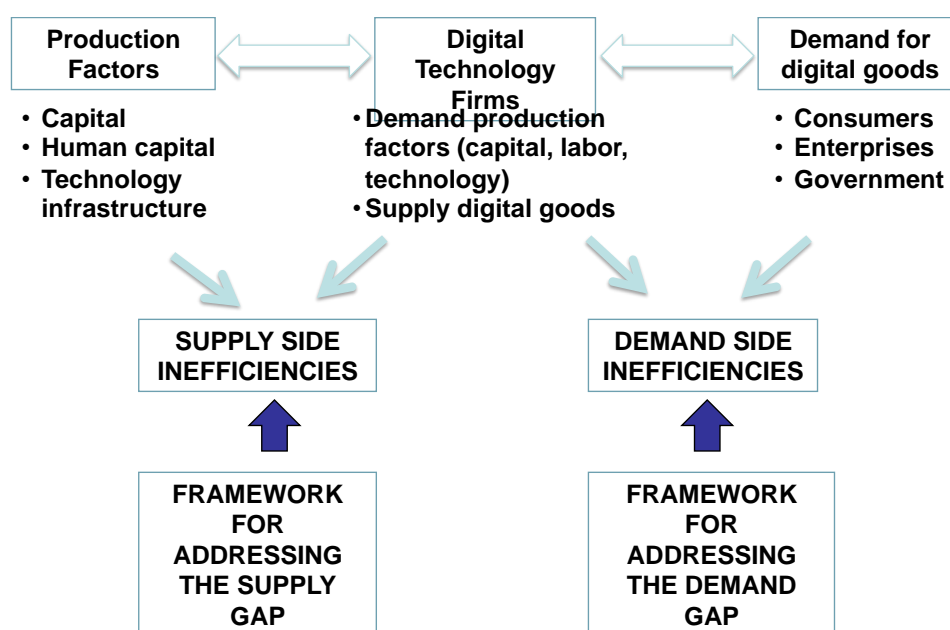 Production
Factors
• Capital
• Human capital
• Technology
infrastructure
Digital
Technology
Firms
• Demand production
factors (capital, labor,
technology)
• Supply digital goods
Demand for
digital goods
• Consumers
• Enterprises
• Government
SUPPLY SIDE
INEFFICIENCIES
DEMAND SIDE
INEFFICIENCIES
FRAMEWORK
FOR
ADDRESSING
THE SUPPLY
GAP
FRAMEWORK
FOR
ADDRESSING
THE DEMAND
GAP